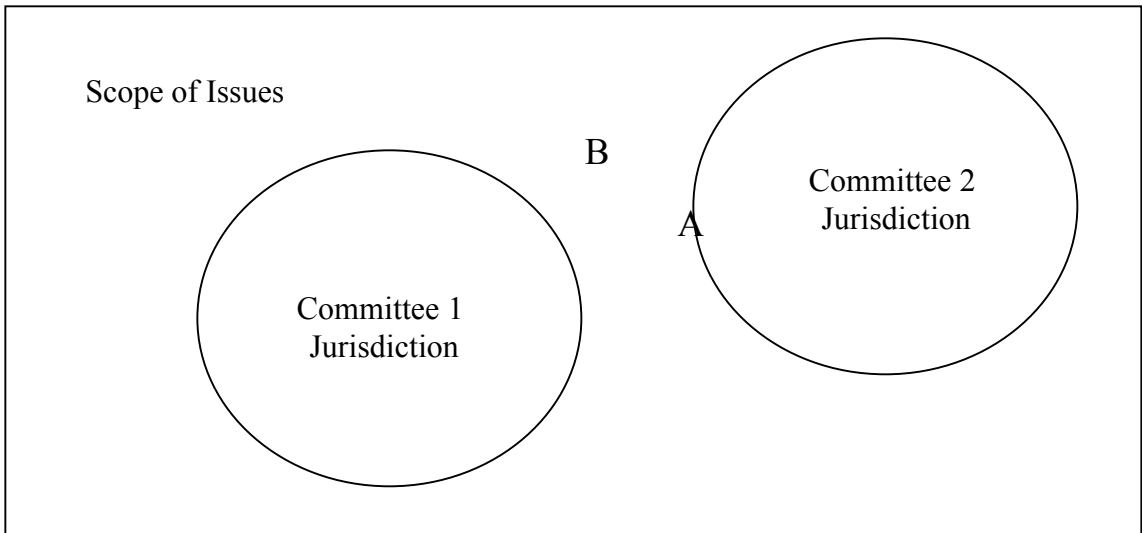 Scope of Issues
B
Committee 2
Jurisdiction
A
Committee 1
Jurisdiction